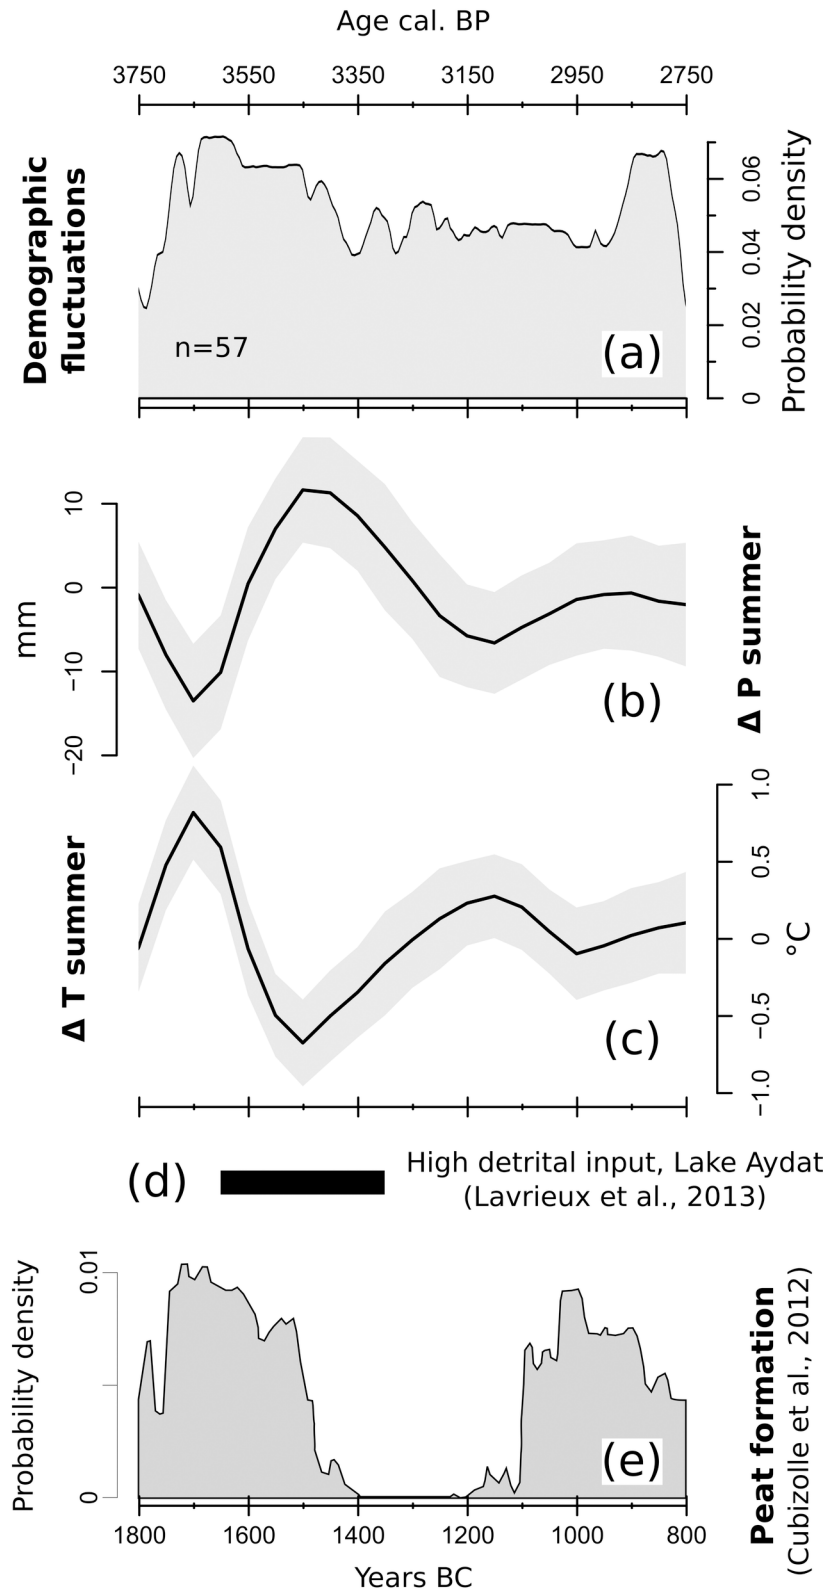 Age cal. BP
3750 3550 3350 3150 2950 2750
Demographic
fluctuations
n=57
(a)
0.06
0.04
0.02
0
Probability density
10
0
−10
−20
mm
(b)
Δ P summer
Δ T summer
(c)
1.0
0.5
0
−0.5
−1.0
°C
(d)
High detrital input, Lake Aydat
(Lavrieux et al., 2013)
Probability density
0.01
0
(e)
Peat formation
(Cubizolle et al., 2012)
1800 1600 1400 1200 1000 800
Years BC